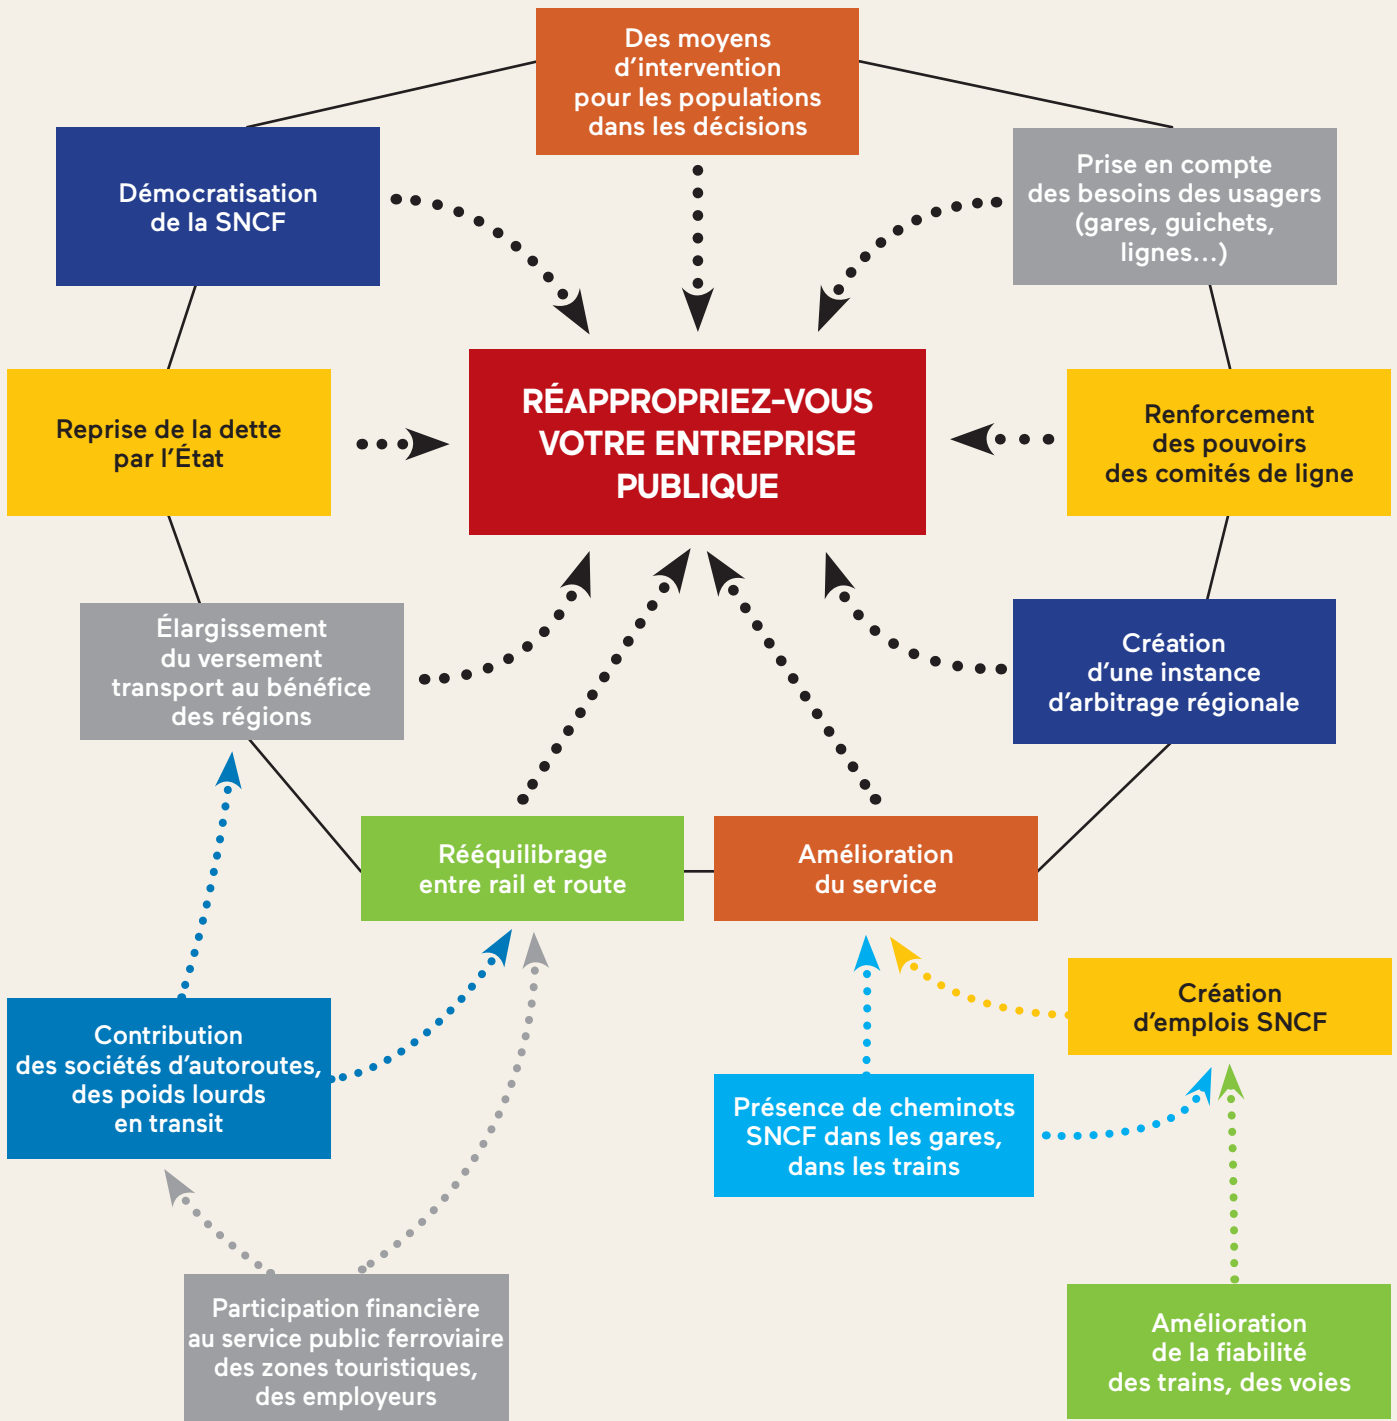 Des moyens
d'intervention
pour les populations
dans les décisions
Démocratisation
de la SNCF
Prise en compte
des besoins des usagers
(gares, guichets,
lignes...)
RÉAPPROPRIEZ-VOUS
VOTRE ENTREPRISE
PUBLIQUE
Reprise de la dette
par l'État
Renforcement
des pouvoirs
des comités de ligne
Élargissement
du versement
transport au bénéfice
des régions
Création
d'une instance
d'arbitrage régionale
Rééquilibrage
entre rail et route
Amélioration
du service
Contribution
des sociétés d'autoroutes,
des poids lourds
en transit
Création
d'emplois SNCF
Présence de cheminots
SNCF dans les gares,
dans les trains
Participation financière
au service public ferroviaire
des zones touristiques,
des employeurs
Amélioration
de la fiabilité
des trains, des voies